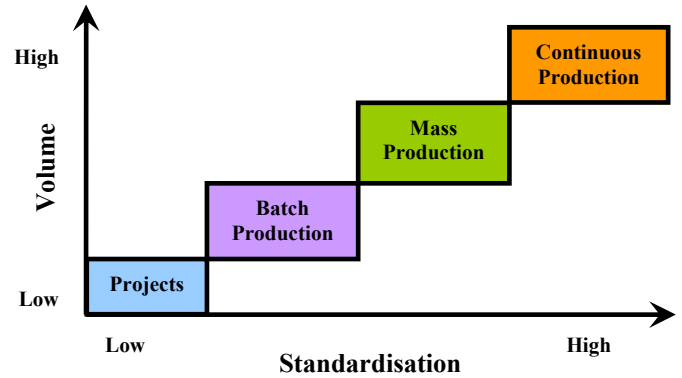 High
Continuous
Production
Mass
Production
Volume
Batch
Production
Projects
Low
Low
High
Standardisation